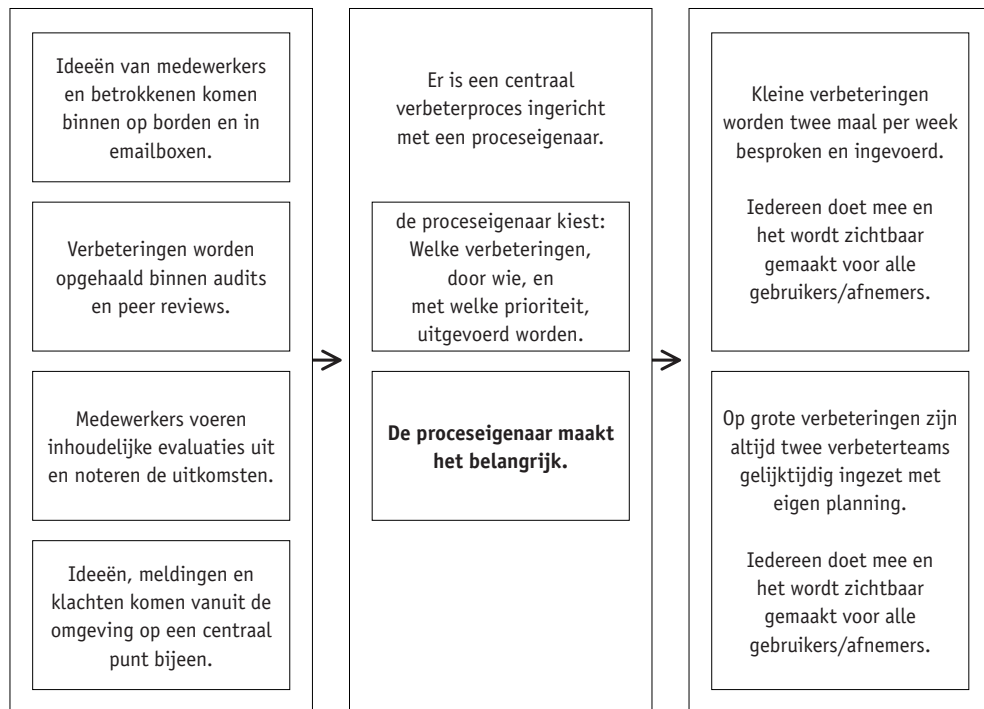 Ideeën van medewerkers
en betrokkenen komen
binnen op borden en in
emailboxen.
Verbeteringen worden
opgehaald binnen audits
en peer reviews.
Medewerkers voeren
inhoudelijke evaluaties uit
en noteren de uitkomsten.
Ideeën, meldingen en
klachten komen vanuit de
omgeving op een centraal
punt bijeen.
Er is een centraal
verbeterproces ingericht
met een proceseigenaar.
de proceseigenaar kiest:
Welke verbeteringen,
door wie, en
met welke prioriteit,
uitgevoerd worden.
De proceseigenaar maakt
het belangrijk.
Kleine verbeteringen
worden twee maal per week
besproken en ingevoerd.
Iedereen doet mee en
het wordt zichtbaar
gemaakt voor alle
gebruikers/afnemers.
Op grote verbeteringen zijn
altijd twee verbeterteams
gelijktijdig ingezet met
eigen planning.
Iedereen doet mee en
het wordt zichtbaar
gemaakt voor alle
gebruikers/afnemers.